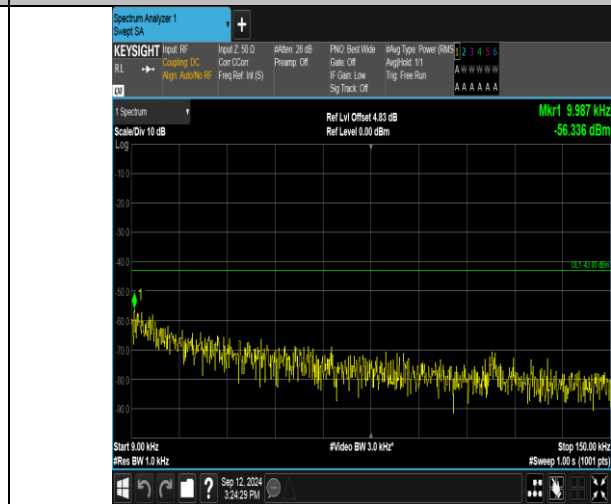 Spectrum Analyzer 1
Swept SA
+
KEYSIGHT
RL
LXI
Input: RF
Coupling: DC
Align: Auto/No RF
Input Z: 50 Ω
Corr CCorr
Freq Ref: Int (S)
#Atten: 26 dB
Preamp: Off
PNO: Best Wide
Gate: Off
IF Gain: Low
Sig Track: Off
#Avg Type: Power (RMS
Avg|Hold: 1/1
Trig: Free Run
1 2 3 4 5 6
A W W W W W
A A A A A A
1 Spectrum
Scale/Div 10 dB
Log
Ref Lvl Offset 4.83 dB
Ref Level 0.00 dBm
Mkr1 9.987 kHz
-56.336 dBm
-10.0
-20.0
-30.0
-40.0
DL1 -43.00 dBm
-50.0
1
-60.0
-70.0
-80.0
-90.0
Start 9.00 kHz
#Res BW 1.0 kHz
#Video BW 3.0 kHz*
Stop 150.00 kHz
#Sweep 1.00 s (1001 pts)
?
Sep 12, 2024
3:24:29 PM